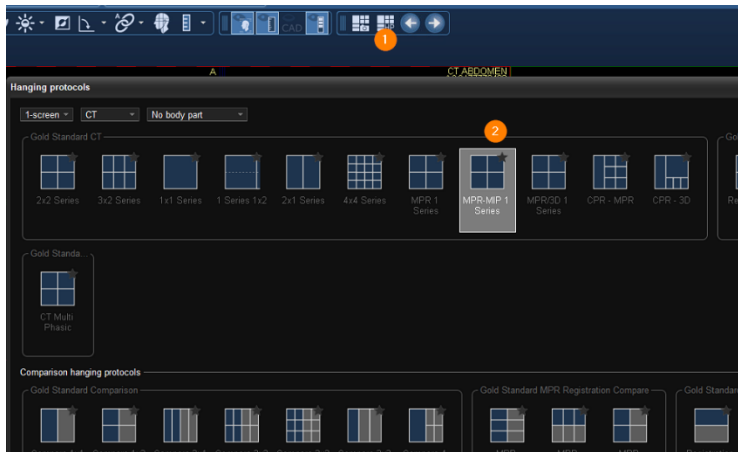 CAD
1
A
CT ABDOMEN
Hanging protocols
1-screen CT No body part
2
Gold Standard CT
2x2 Series 3x2 Series 1x1 Series 1 Series 1x2 2x1 Series 4x4 Series MPR 1 Series MPR-MIP 1 Series MPR/3D 1 Series CPR - MPR CPR - 3D
Gold Standa...
CT Multi Phasic
Comparison hanging protocols
Gold Standard Comparison Gold Standard MPR Registration Compare